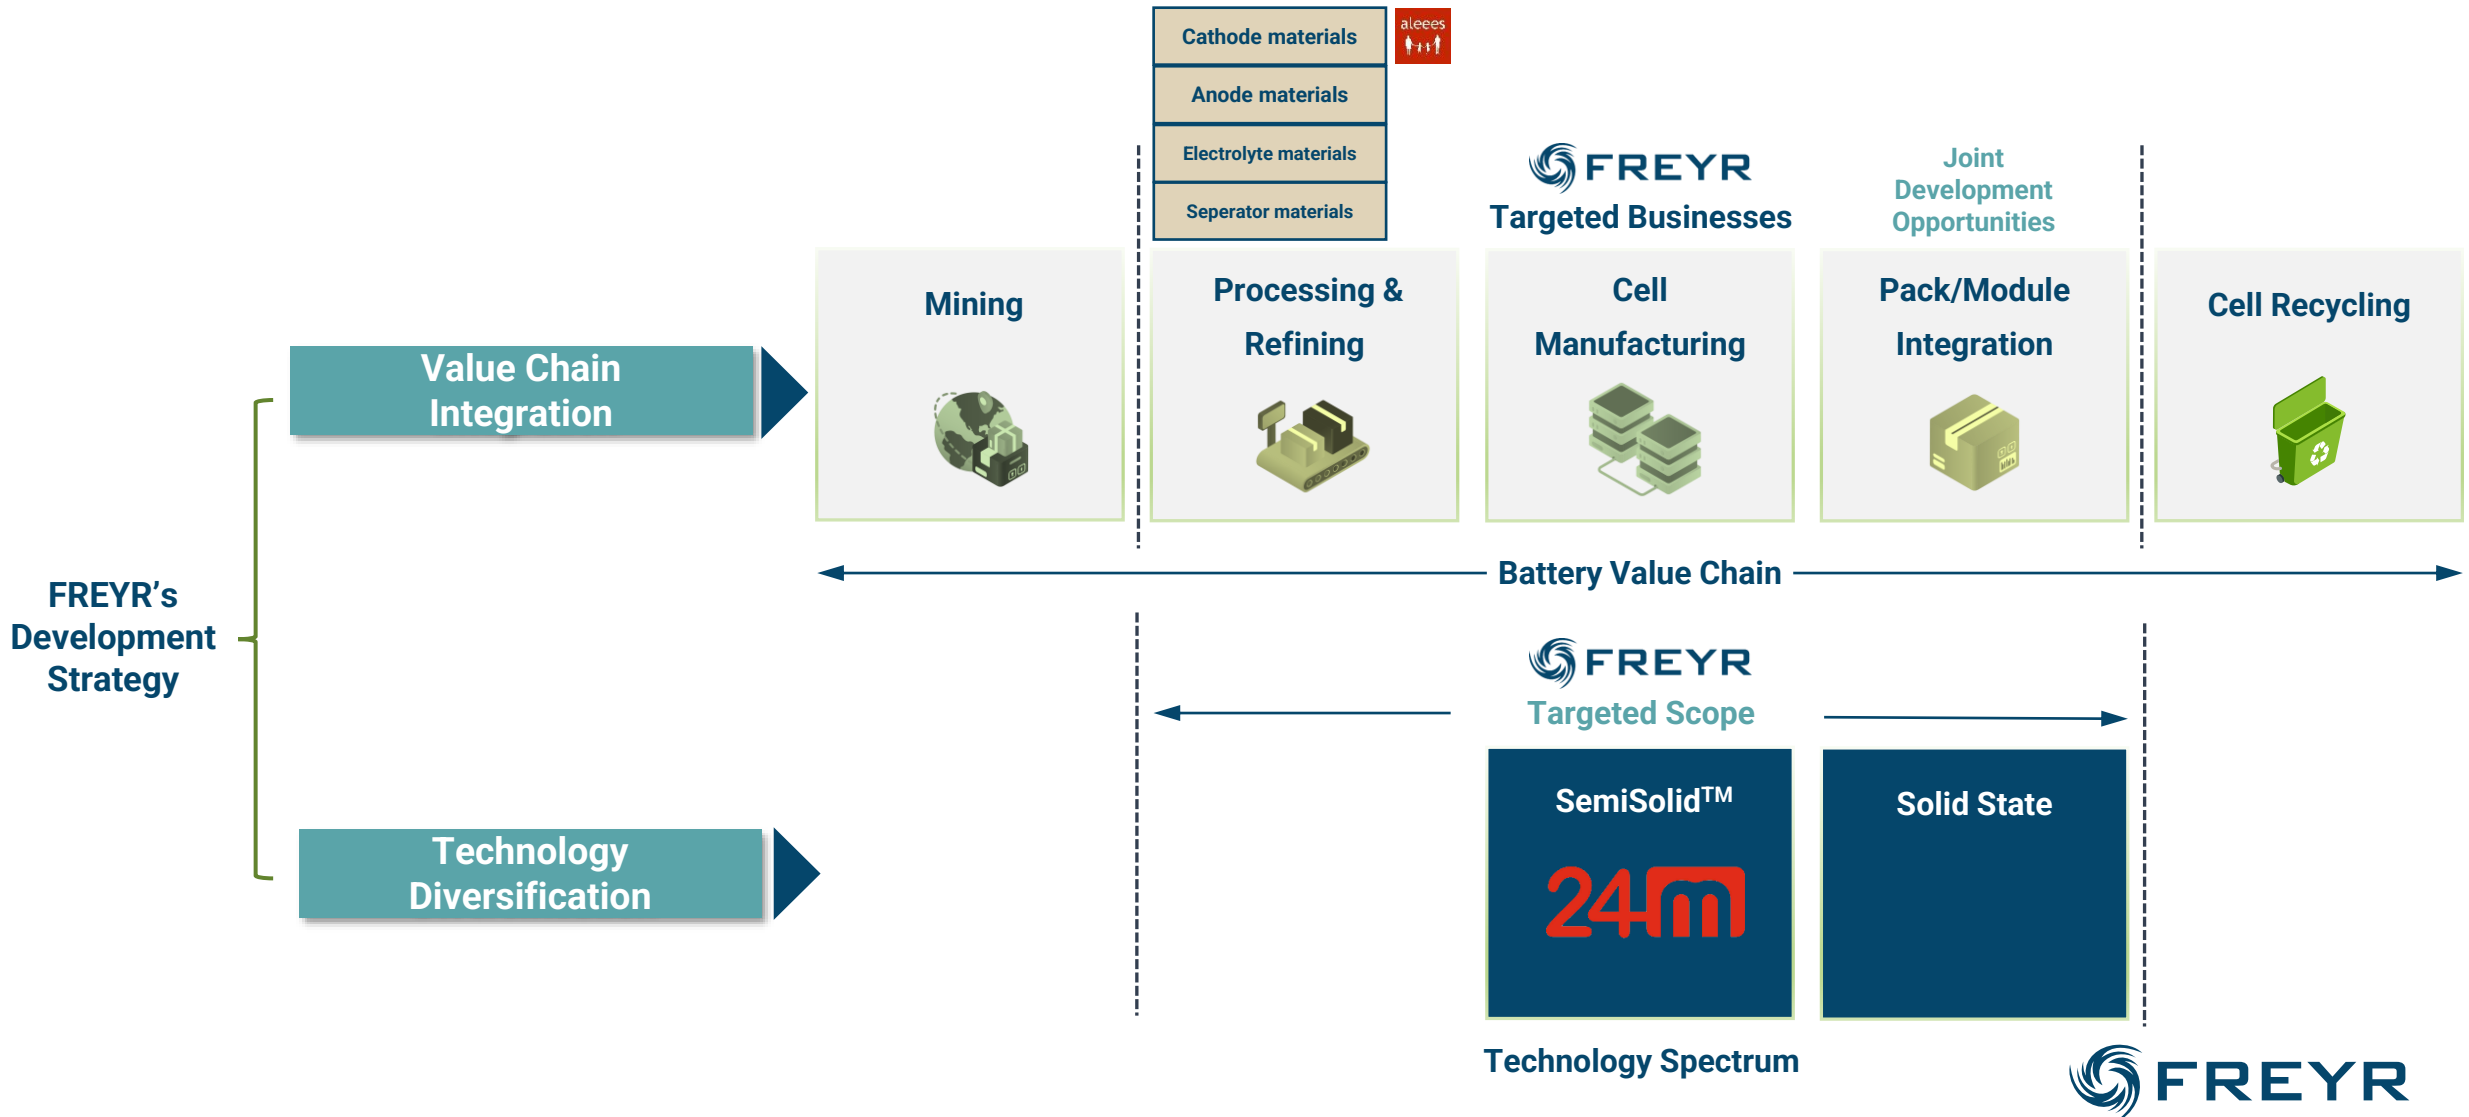 Cathode materials
aleees
Anode materials
Electrolyte materials
Seperator materials
FREYR
Targeted Businesses
Joint
Development
Opportunities
Mining
Processing &
Refining
Cell
Manufacturing
Pack/Module
Integration
Cell Recycling
Value Chain
Integration
Battery Value Chain
FREYR’s
Development
Strategy
FREYR
Targeted Scope
SemiSolid™
24m
Solid State
Technology
Diversification
Technology Spectrum
FREYR